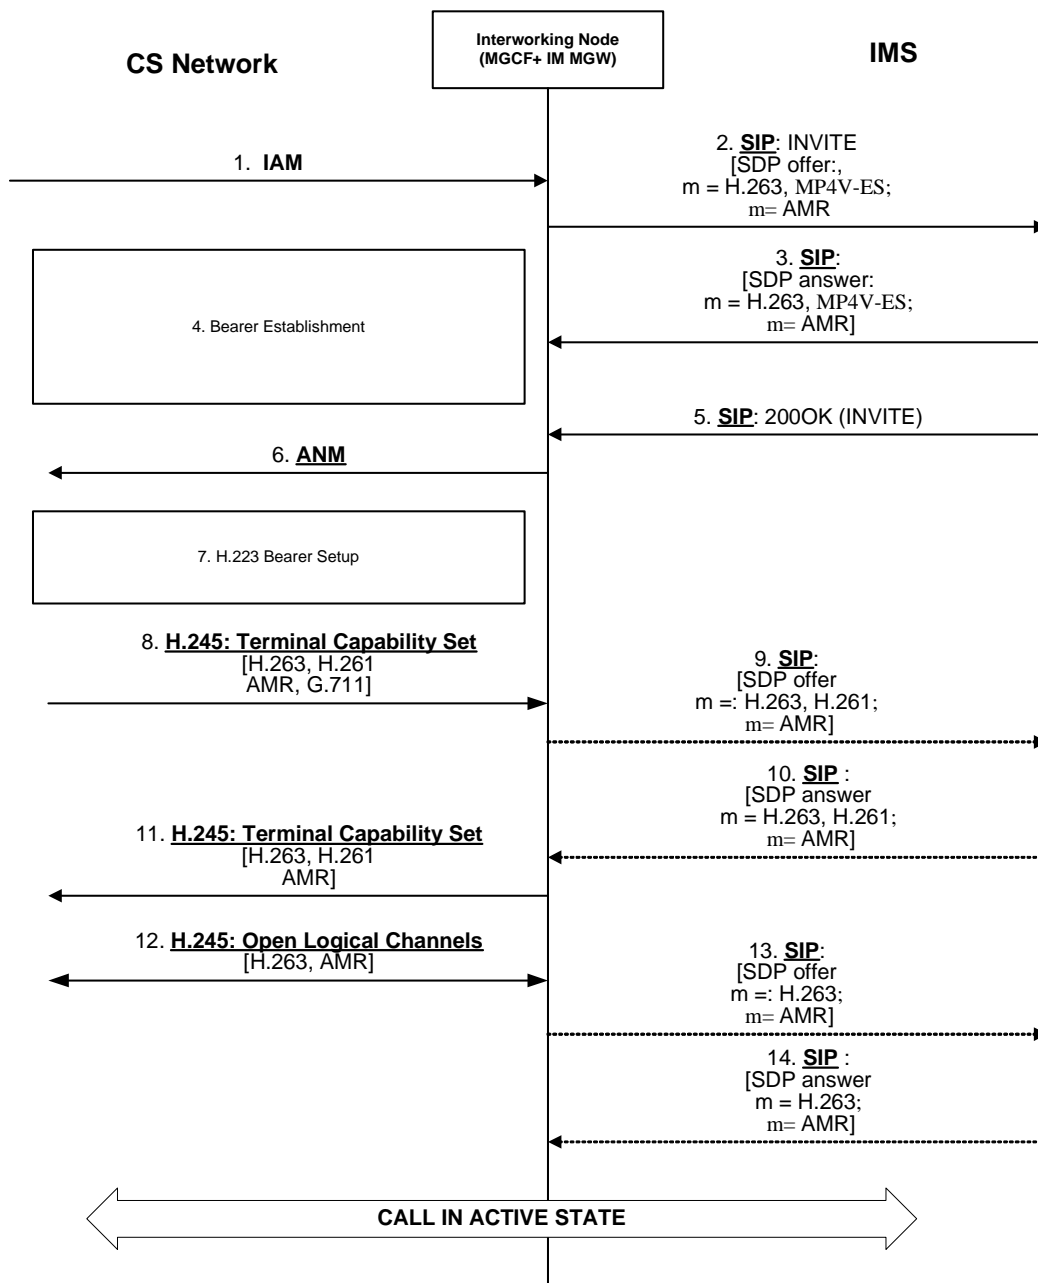 Interworking Node
(MGCF+ IM MGW)
CS Network
IMS
1. IAM
2. SIP: INVITE
[SDP offer:,
m = H.263, MP4V-ES;
m= AMR
3. SIP:
[SDP answer:
m = H.263, MP4V-ES;
m= AMR]
4. Bearer Establishment
5. SIP: 200OK (INVITE)
6. ANM
7. H.223 Bearer Setup
8. H.245: Terminal Capability Set
[H.263, H.261
AMR, G.711]
9. SIP:
[SDP offer
m =: H.263, H.261;
m= AMR]
10. SIP :
[SDP answer
m = H.263, H.261;
m= AMR]
11. H.245: Terminal Capability Set
[H.263, H.261
AMR]
12. H.245: Open Logical Channels
[H.263, AMR]
13. SIP:
[SDP offer
m =: H.263;
m= AMR]
14. SIP :
[SDP answer
m = H.263;
m= AMR]
CALL IN ACTIVE STATE